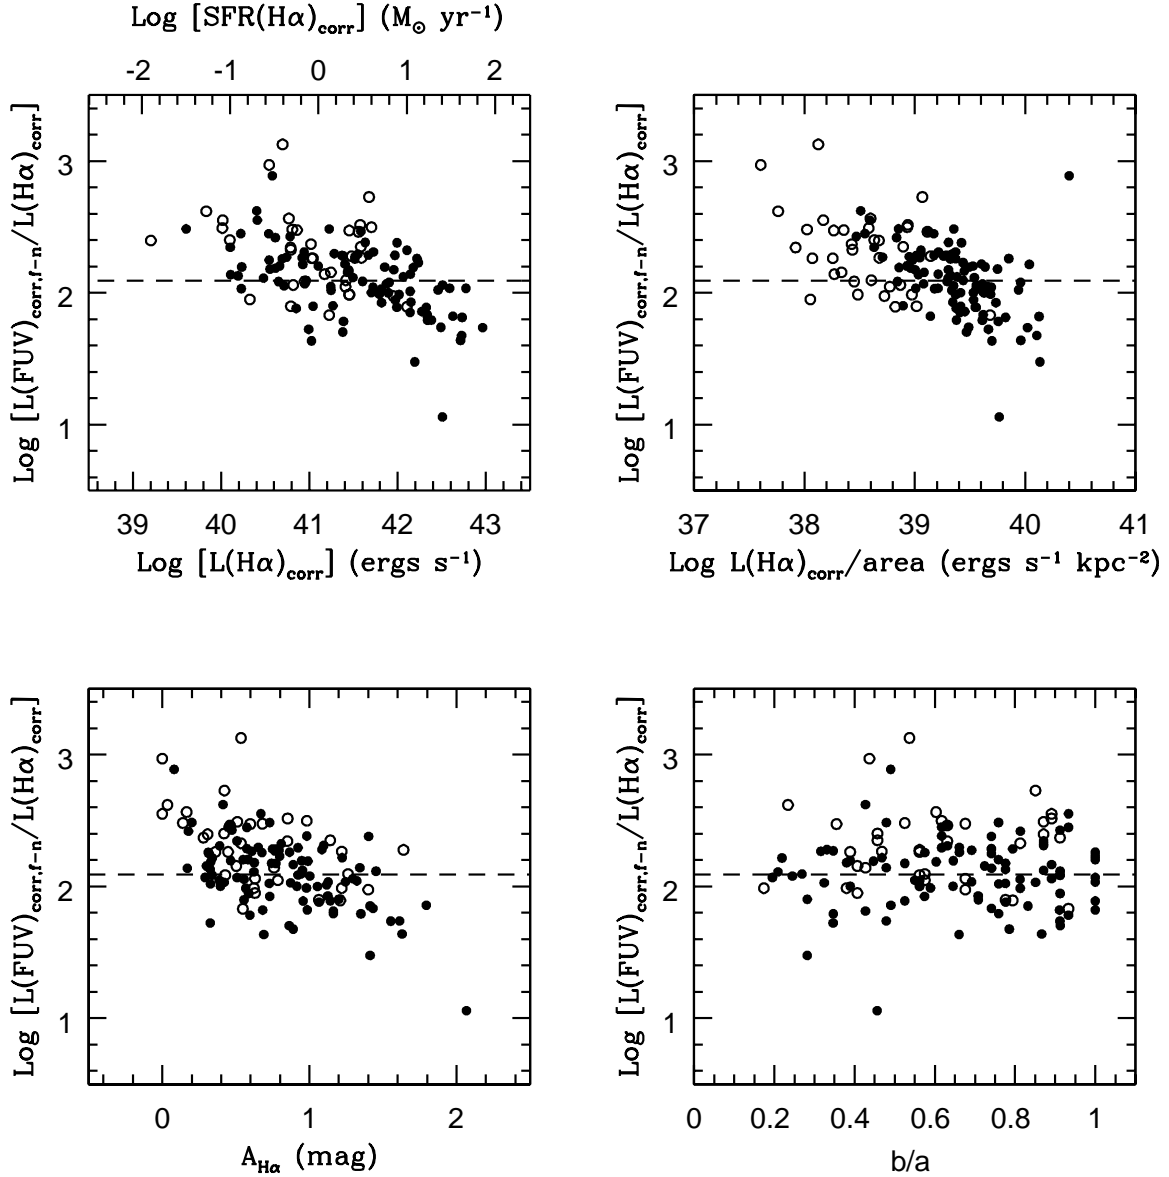 Log [SFR(Hα)corr] (M⊙ yr⁻¹)
-2 -1 0 1 2
Log [L(FUV)corr,f−n/L(Hα)corr]
3
2
1
39 40 41 42 43
Log [L(Hα)corr] (ergs s⁻¹)
Log [L(FUV)corr,f−n/L(Hα)corr]
3
2
1
37 38 39 40 41
Log L(Hα)corr/area (ergs s⁻¹ kpc⁻²)
Log [L(FUV)corr,f−n/L(Hα)corr]
3
2
1
0 1 2
AHα (mag)
Log [L(FUV)corr,f−n/L(Hα)corr]
3
2
1
0 0.2 0.4 0.6 0.8 1
b/a